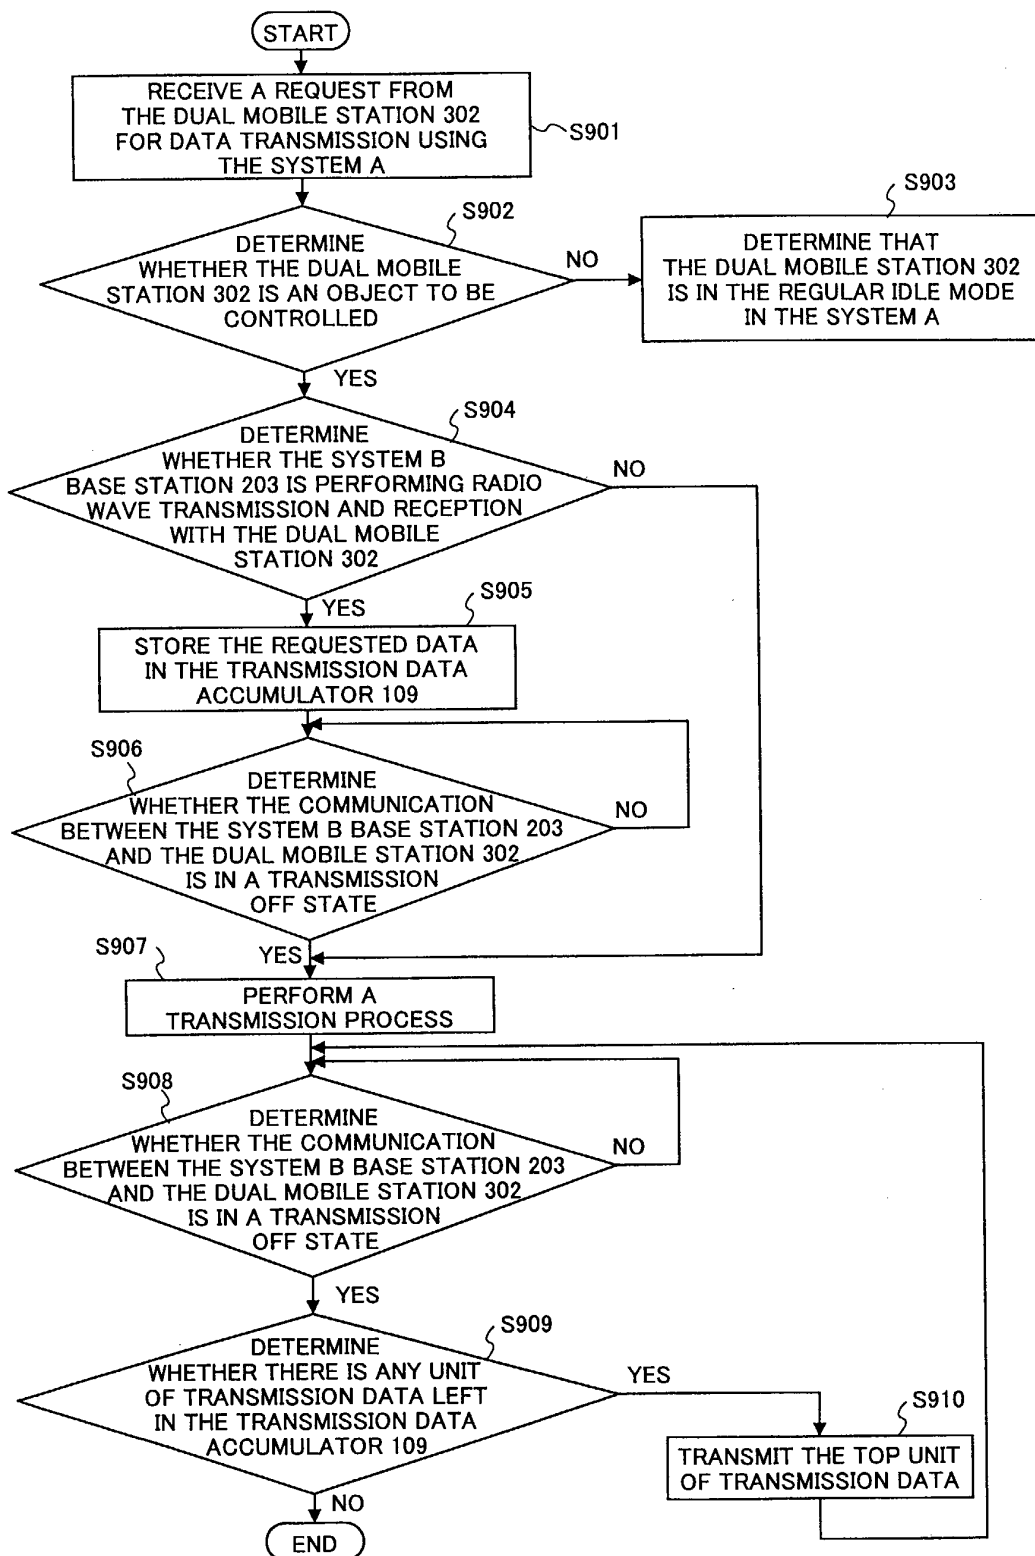 START
RECEIVE A REQUEST FROM
THE DUAL MOBILE STATION 302
FOR DATA TRANSMISSION USING
THE SYSTEM A
S901
S902
DETERMINE
WHETHER THE DUAL MOBILE
STATION 302 IS AN OBJECT TO BE
CONTROLLED
NO
S903
DETERMINE THAT
THE DUAL MOBILE STATION 302
IS IN THE REGULAR IDLE MODE
IN THE SYSTEM A
YES
S904
DETERMINE
WHETHER THE SYSTEM B
BASE STATION 203 IS PERFORMING RADIO
WAVE TRANSMISSION AND RECEPTION
WITH THE DUAL MOBILE
STATION 302
NO
YES
S905
STORE THE REQUESTED DATA
IN THE TRANSMISSION DATA
ACCUMULATOR 109
S906
DETERMINE
WHETHER THE COMMUNICATION
BETWEEN THE SYSTEM B BASE STATION 203
AND THE DUAL MOBILE STATION 302
IS IN A TRANSMISSION
OFF STATE
NO
YES
S907
PERFORM A
TRANSMISSION PROCESS
S908
DETERMINE
WHETHER THE COMMUNICATION
BETWEEN THE SYSTEM B BASE STATION 203
AND THE DUAL MOBILE STATION 302
IS IN A TRANSMISSION
OFF STATE
NO
YES
S909
DETERMINE
WHETHER THERE IS ANY UNIT
OF TRANSMISSION DATA LEFT
IN THE TRANSMISSION DATA
ACCUMULATOR 109
YES
S910
TRANSMIT THE TOP UNIT
OF TRANSMISSION DATA
NO
END